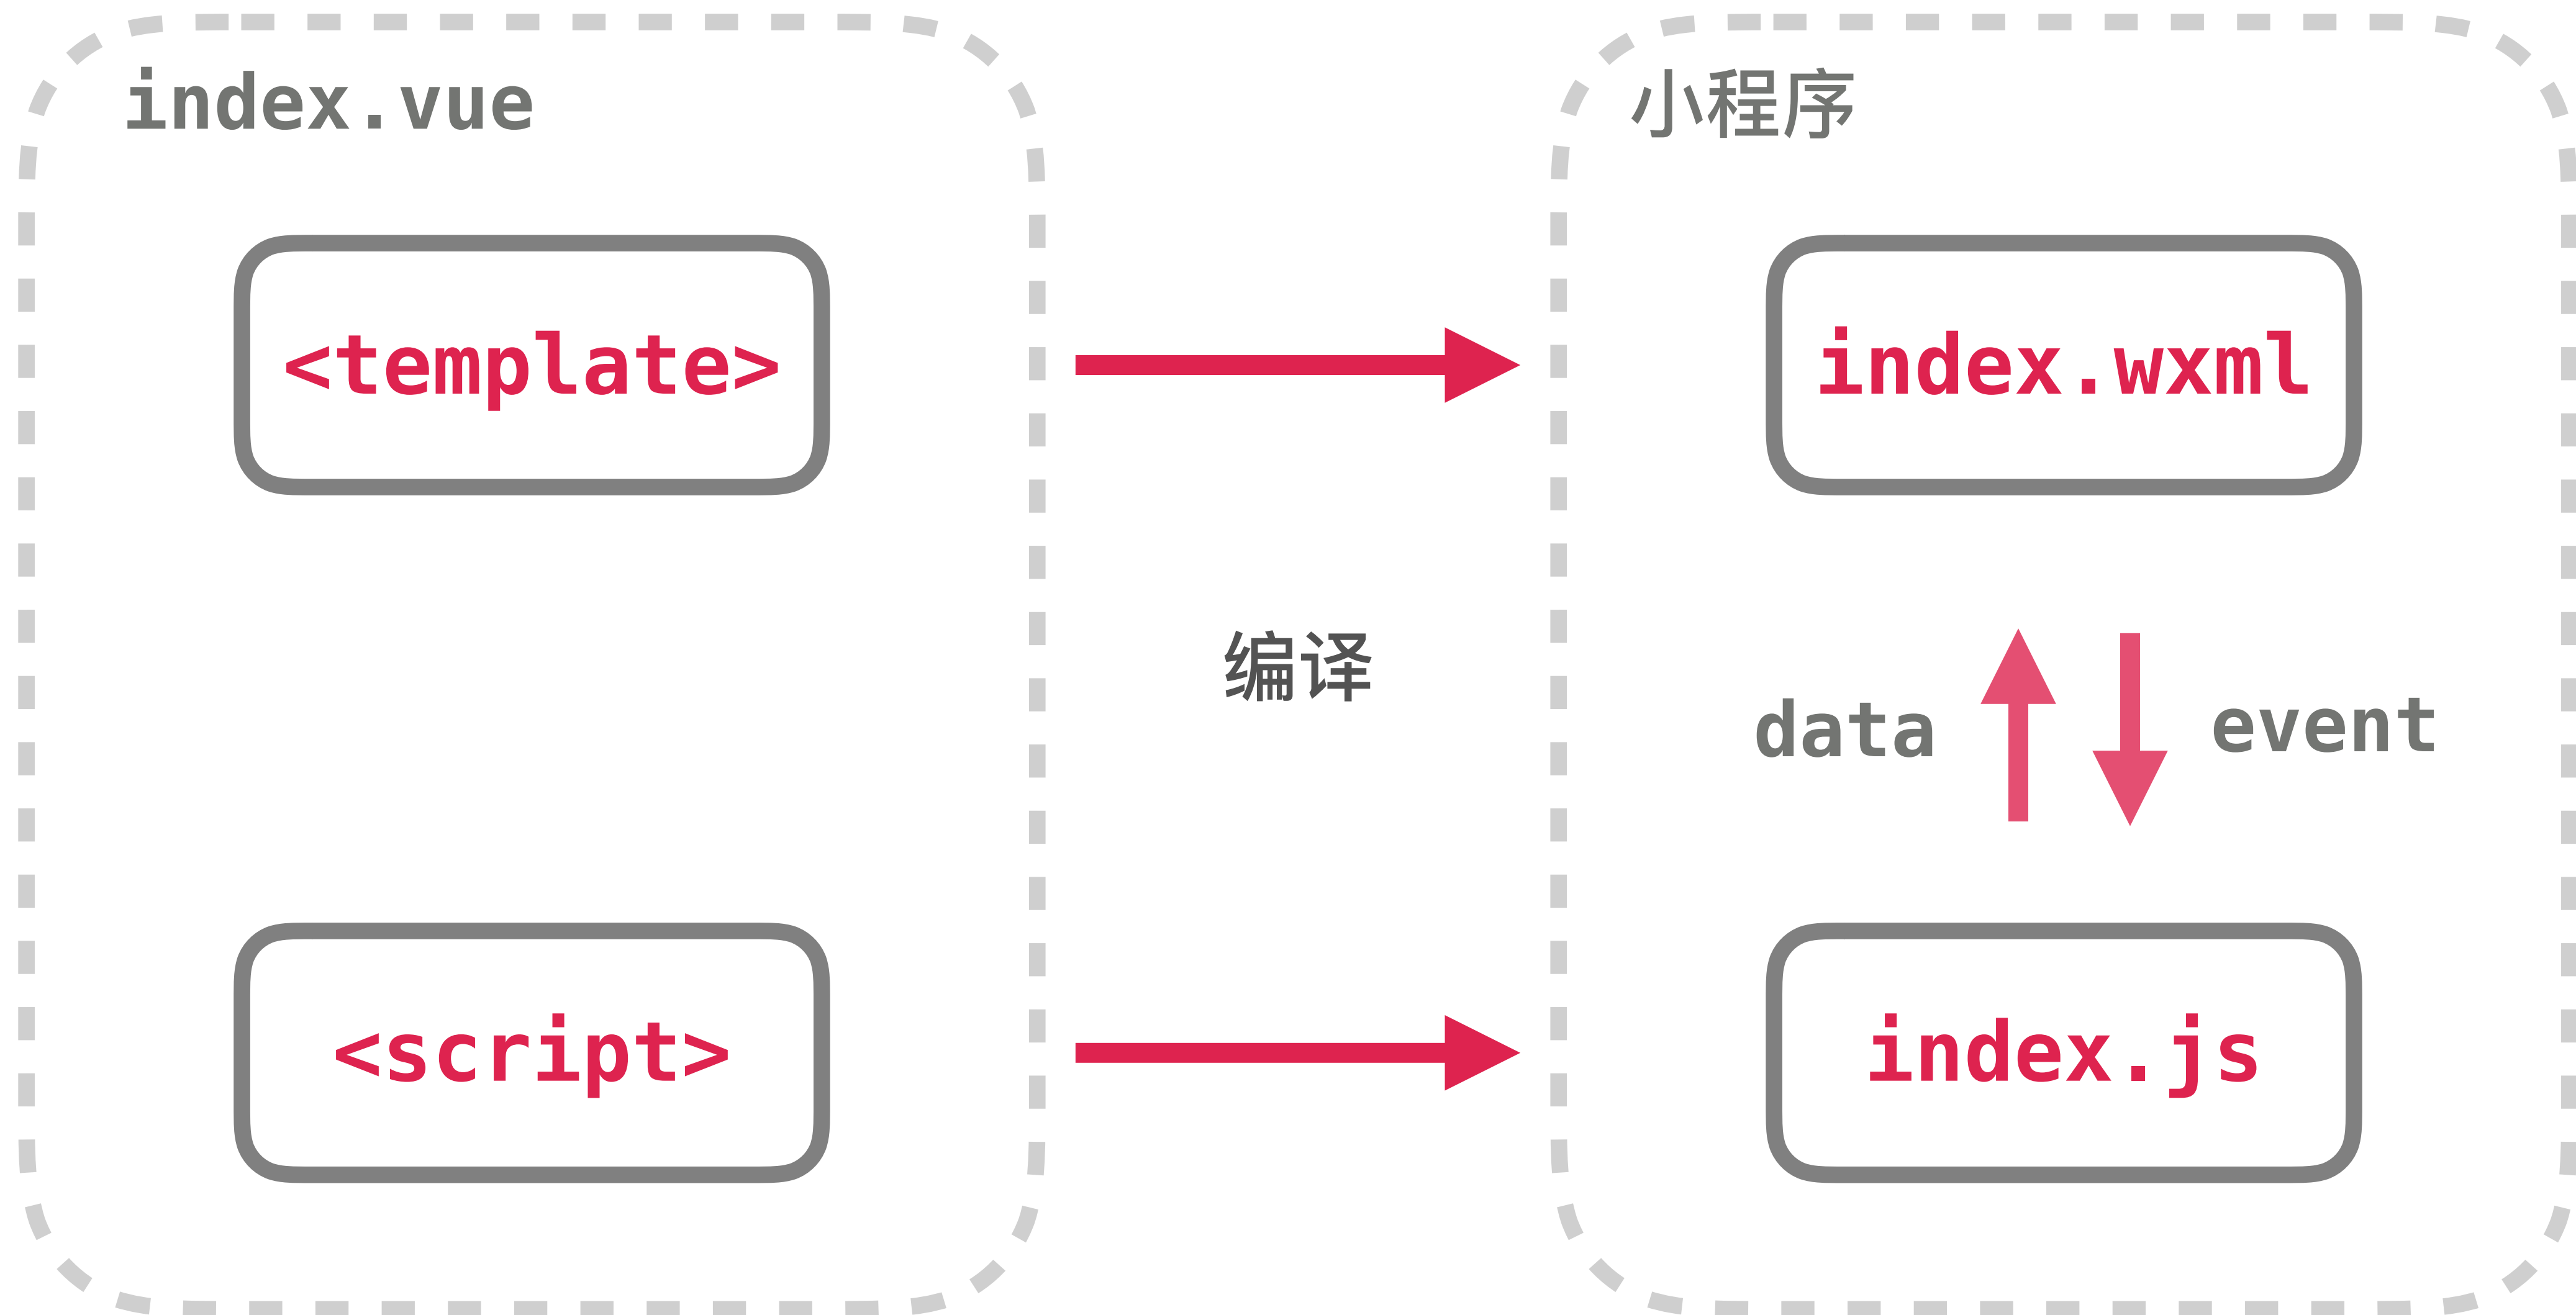 index.vue
<template>
<script>
编译
小程序
index.wxml
data
event
index.js